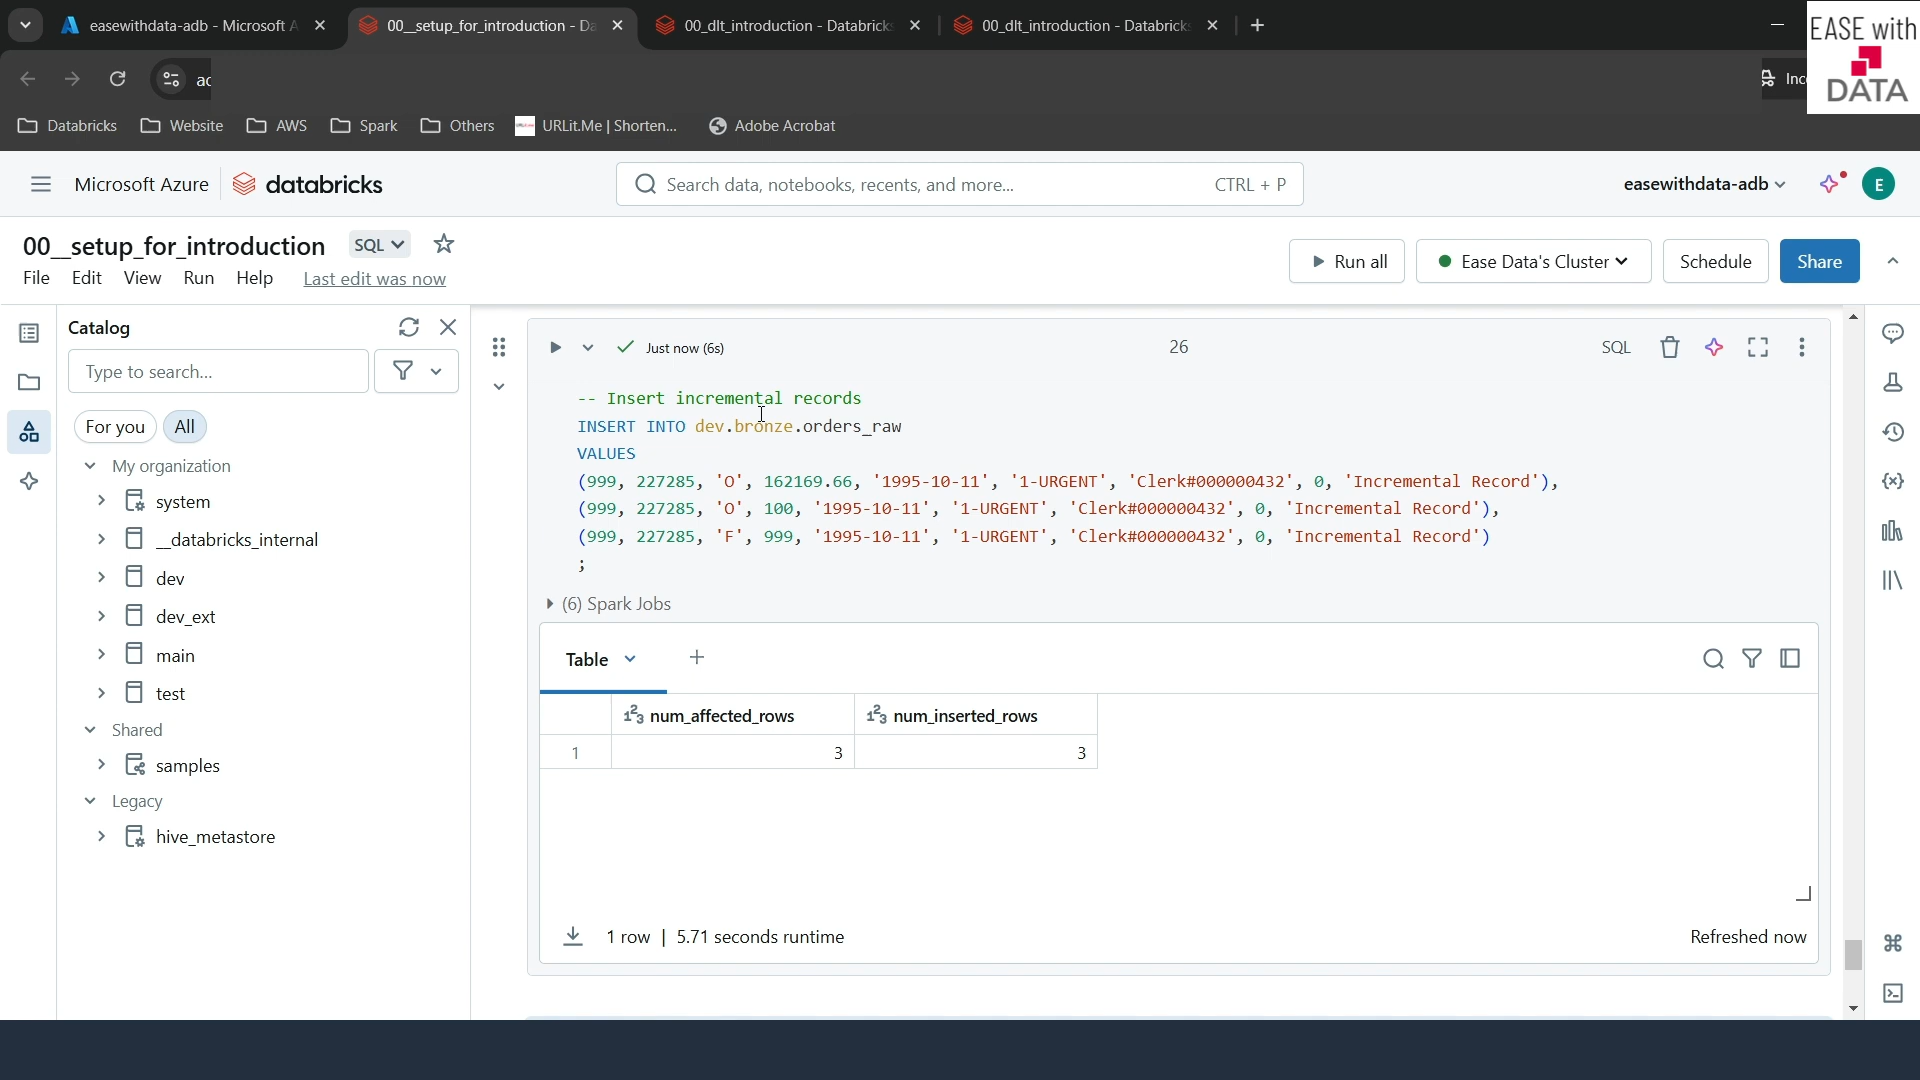 easewithdata-adb - Microsoft A
00__setup_for_introduction - Da
00_dlt_introduction - Databrick
00_dlt_introduction - Databrick
EASE with
DATA
ac
Inc
Databricks
Website
AWS
Spark
Others
URLit.Me | Shorten...
Adobe Acrobat
Microsoft Azure
databricks
Search data, notebooks, recents, and more...
CTRL + P
easewithdata-adb
E
00__setup_for_introduction
SQL
File
Edit
View
Run
Help
Last edit was now
Run all
Ease Data's Cluster
Schedule
Share
Catalog
Type to search...
For you
All
My organization
system
__databricks_internal
dev
dev_ext
main
test
Shared
samples
Legacy
hive_metastore
Just now (6s)
26
SQL
-- Insert incremental records
INSERT INTO dev.bronze.orders_raw
VALUES
(999, 227285, 'O', 162169.66, '1995-10-11', '1-URGENT', 'Clerk#000000432', 0, 'Incremental Record'),
(999, 227285, 'O', 100, '1995-10-11', '1-URGENT', 'Clerk#000000432', 0, 'Incremental Record'),
(999, 227285, 'F', 999, '1995-10-11', '1-URGENT', 'Clerk#000000432', 0, 'Incremental Record')
;
(6) Spark Jobs
Table
num_affected_rows
num_inserted_rows
1
3
3
1 row | 5.71 seconds runtime
Refreshed now